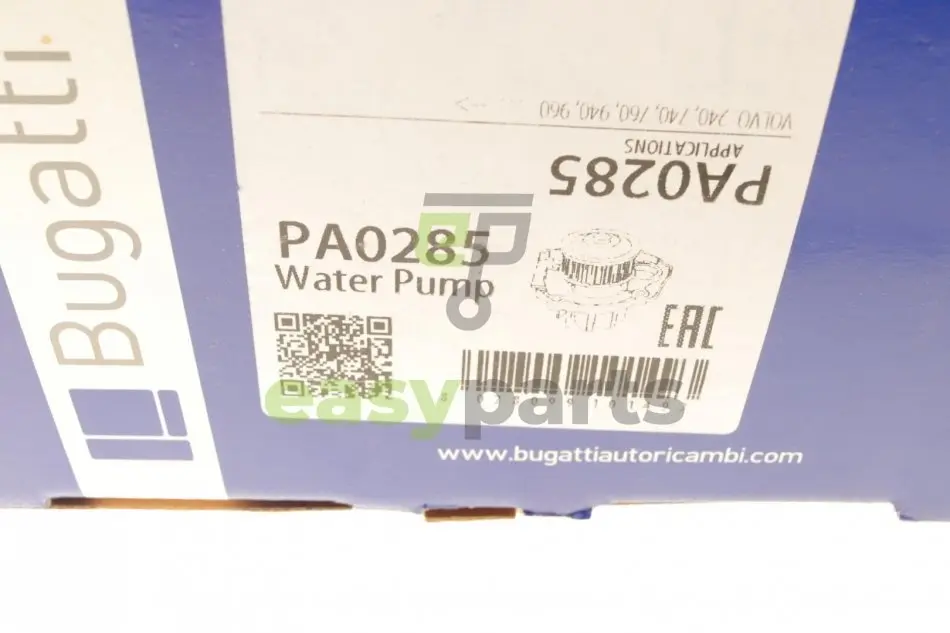 Bugatti.
VOLVO 240, 740, 760, 940, 960 -->
APPLICATIONS
PA0285
PA0285
Water Pump
EAC
easyparts
www.bugattiautoricambi.com